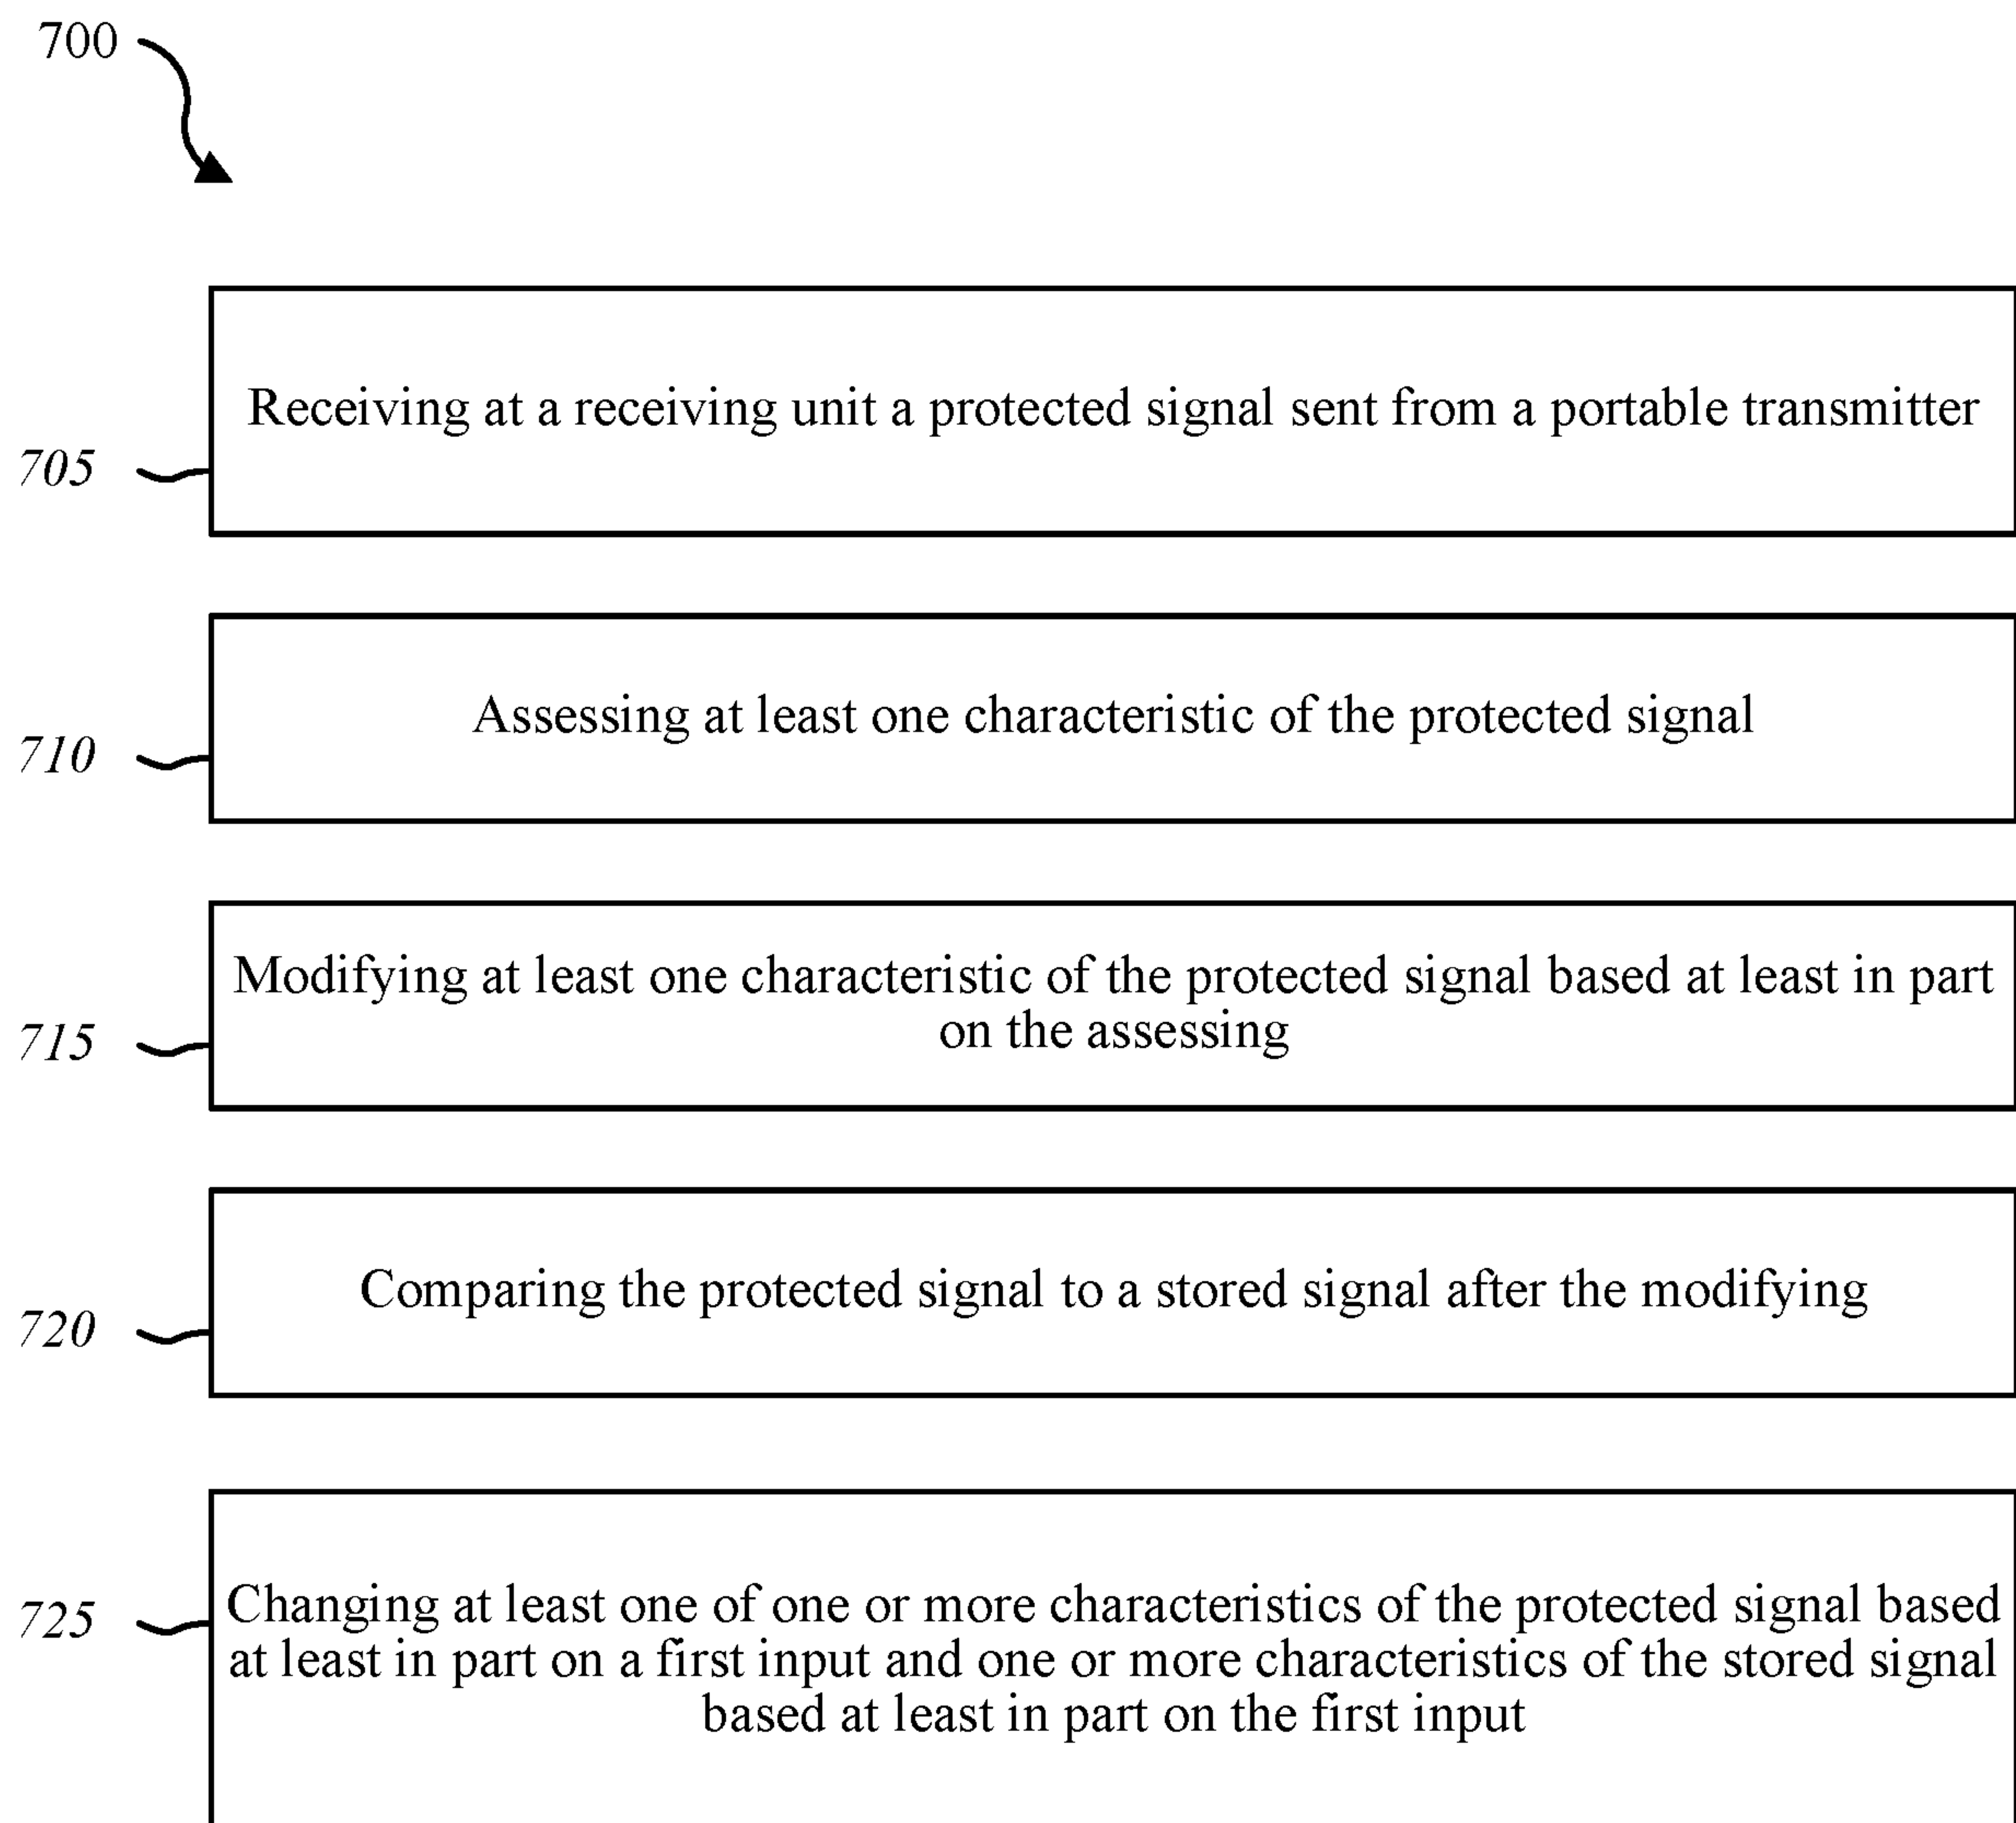 700
Receiving at a receiving unit a protected signal sent from a portable transmitter
705
Assessing at least one characteristic of the protected signal
710
Modifying at least one characteristic of the protected signal based at least in part
on the assessing
715
Comparing the protected signal to a stored signal after the modifying
720
Changing at least one of one or more characteristics of the protected signal based
at least in part on a first input and one or more characteristics of the stored signal
based at least in part on the first input
725